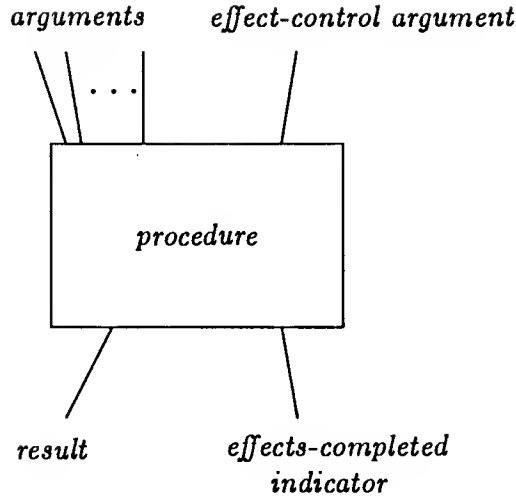 arguments effect-control argument
. . .
procedure
result effects-completed
indicator